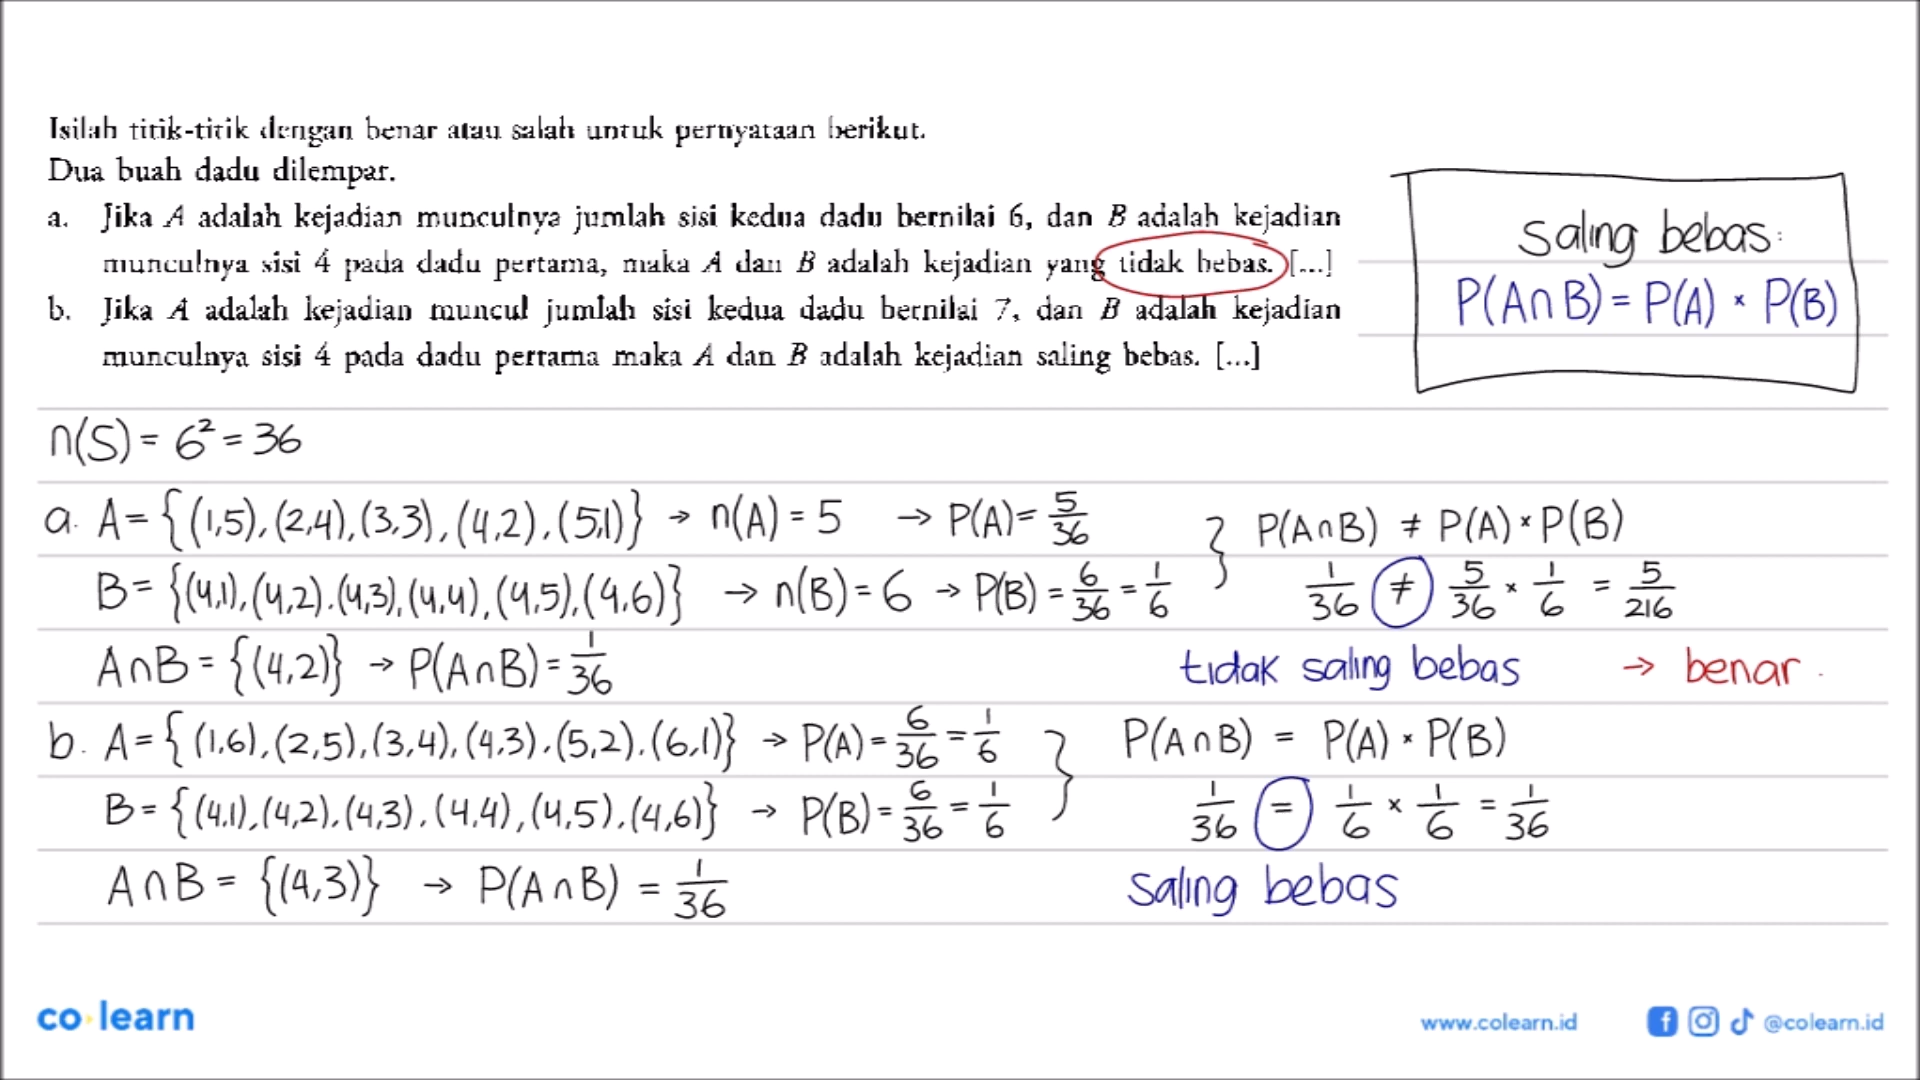 Isilah titik-titik dengan benar atau salah untuk pernyataan berikut.
Dua buah dadu dilempar.
a. Jika A adalah kejadian munculnya jumlah sisi kedua dadu bernilai 6, dan B adalah kejadian
munculnya sisi 4 pada dadu pertama, maka A dan B adalah kejadian yang tidak bebas. [...]
b. Jika A adalah kejadian muncul jumlah sisi kedua dadu bernilai 7, dan B adalah kejadian
munculnya sisi 4 pada dadu pertama maka A dan B adalah kejadian saling bebas. [...]
saling bebas:
P(A∩B) = P(A) × P(B)
n(S) = 6² = 36
a. A = {(1,5), (2,4), (3,3), (4,2), (5,1)} → n(A) = 5 → P(A) = 5/36 } P(A∩B) ≠ P(A) × P(B)
B = {(4,1), (4,2), (4,3), (4,4), (4,5), (4,6)} → n(B) = 6 → P(B) = 6/36 = 1/6 1/36 ≠ 5/36 × 1/6 = 5/216
A∩B = {(4,2)} → P(A∩B) = 1/36 tidak saling bebas → benar.
b. A = {(1,6), (2,5), (3,4), (4,3), (5,2), (6,1)} → P(A) = 6/36 = 1/6 } P(A∩B) = P(A) × P(B)
B = {(4,1), (4,2), (4,3), (4,4), (4,5), (4,6)} → P(B) = 6/36 = 1/6 1/36 = 1/6 × 1/6 = 1/36
A∩B = {(4,3)} → P(A∩B) = 1/36 saling bebas
co learn
www.colearn.id @colearn.id